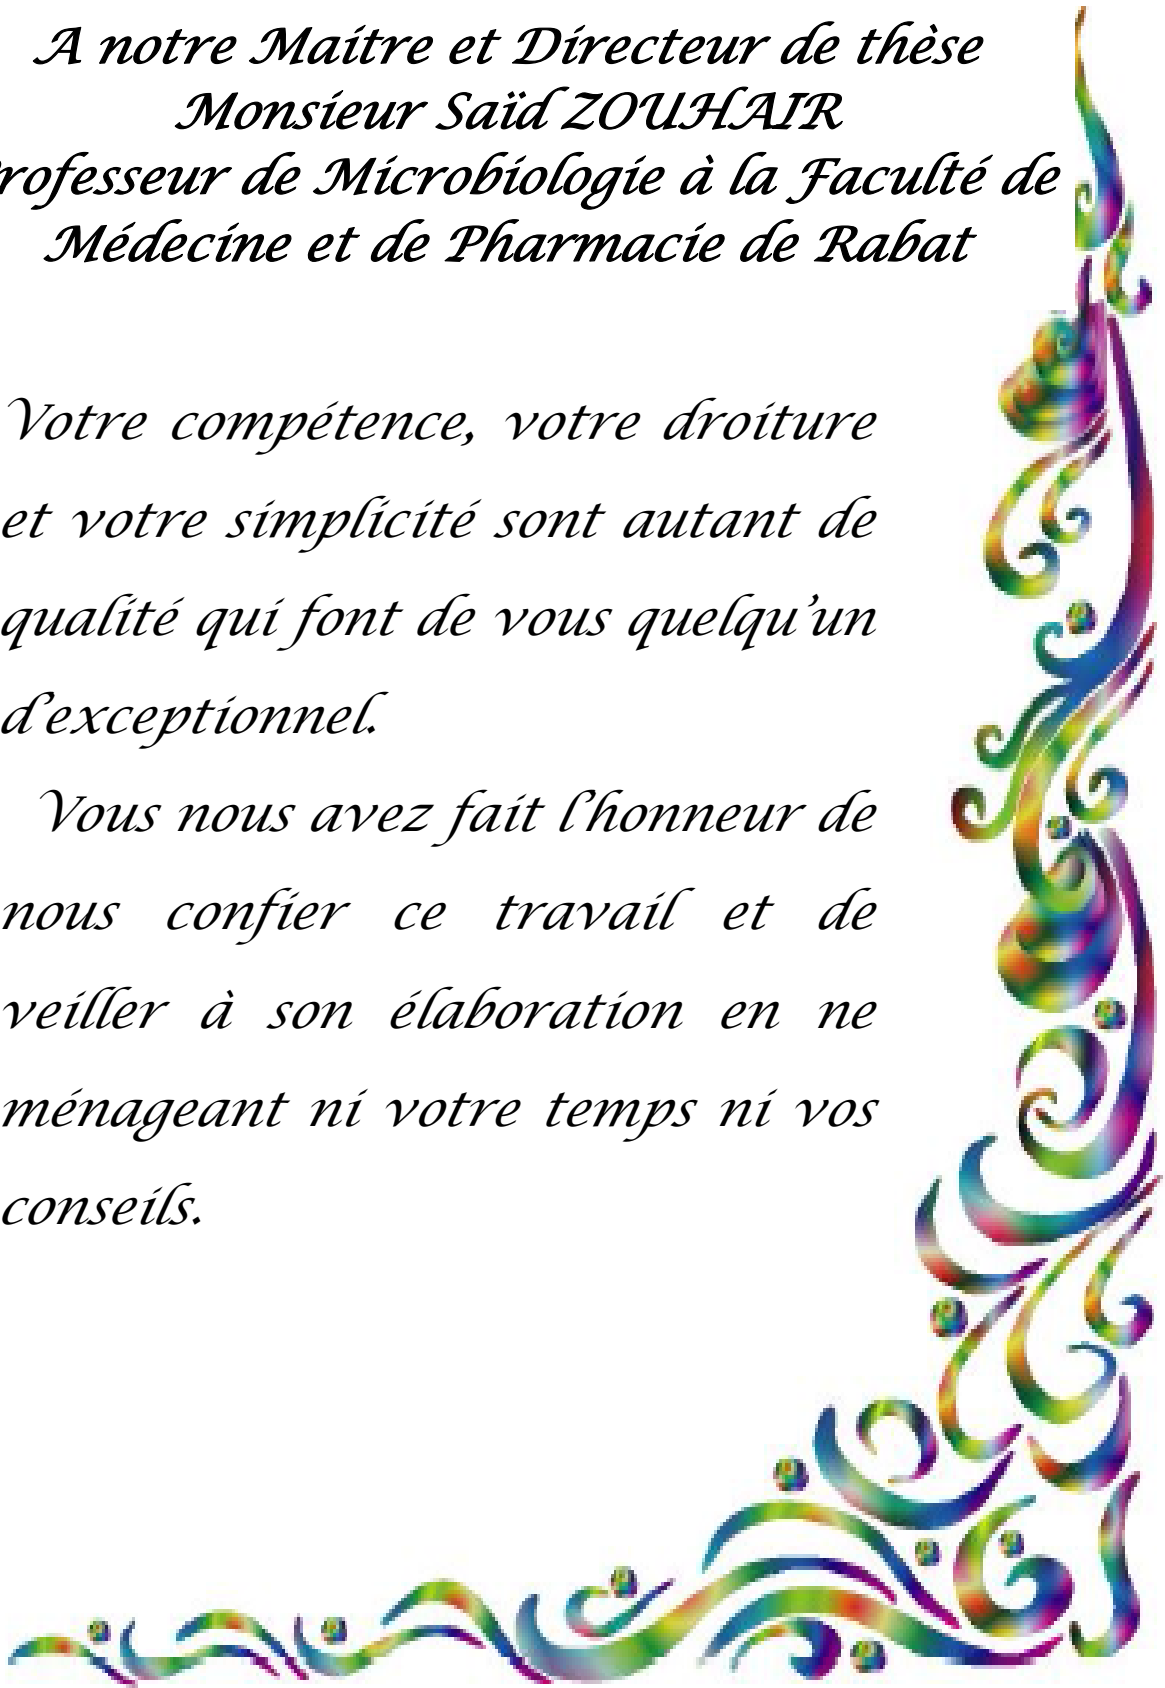 A notre Maitre et Directeur de thèse
Monsieur Saïd ZOUHAIR
rofesseur de Microbiologie à la Faculté de
Médecine et de Pharmacie de Rabat
Votre compétence, votre droiture
et votre simplicité sont autant de
qualité qui font de vous quelqu'un
d'exceptionnel.
Vous nous avez fait l'honneur de
nous confier ce travail et de
veiller à son élaboration en ne
ménageant ni votre temps ni vos
conseils.